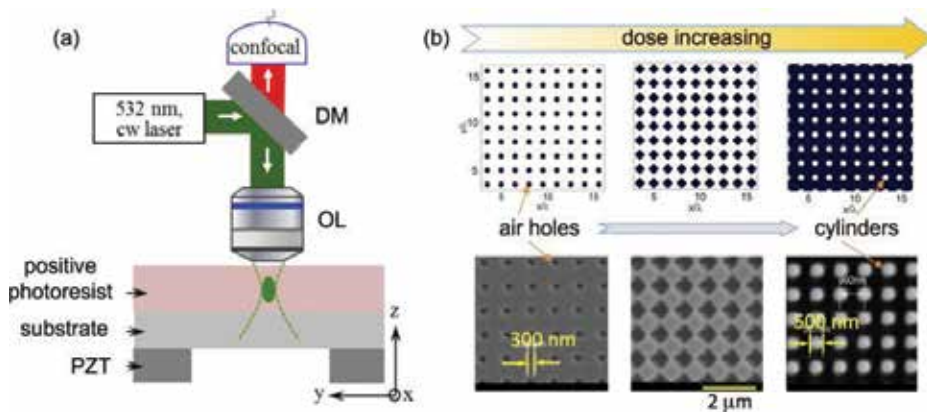 (a)
confocal
532 nm,
cw laser
DM
OL
positive
photoresist
substrate
PZT
z
y
x
(b)
dose increasing
15
10
5
5 10 15
5 10 15
5 10 15
air holes
cylinders
300 nm
500 nm
2 μm